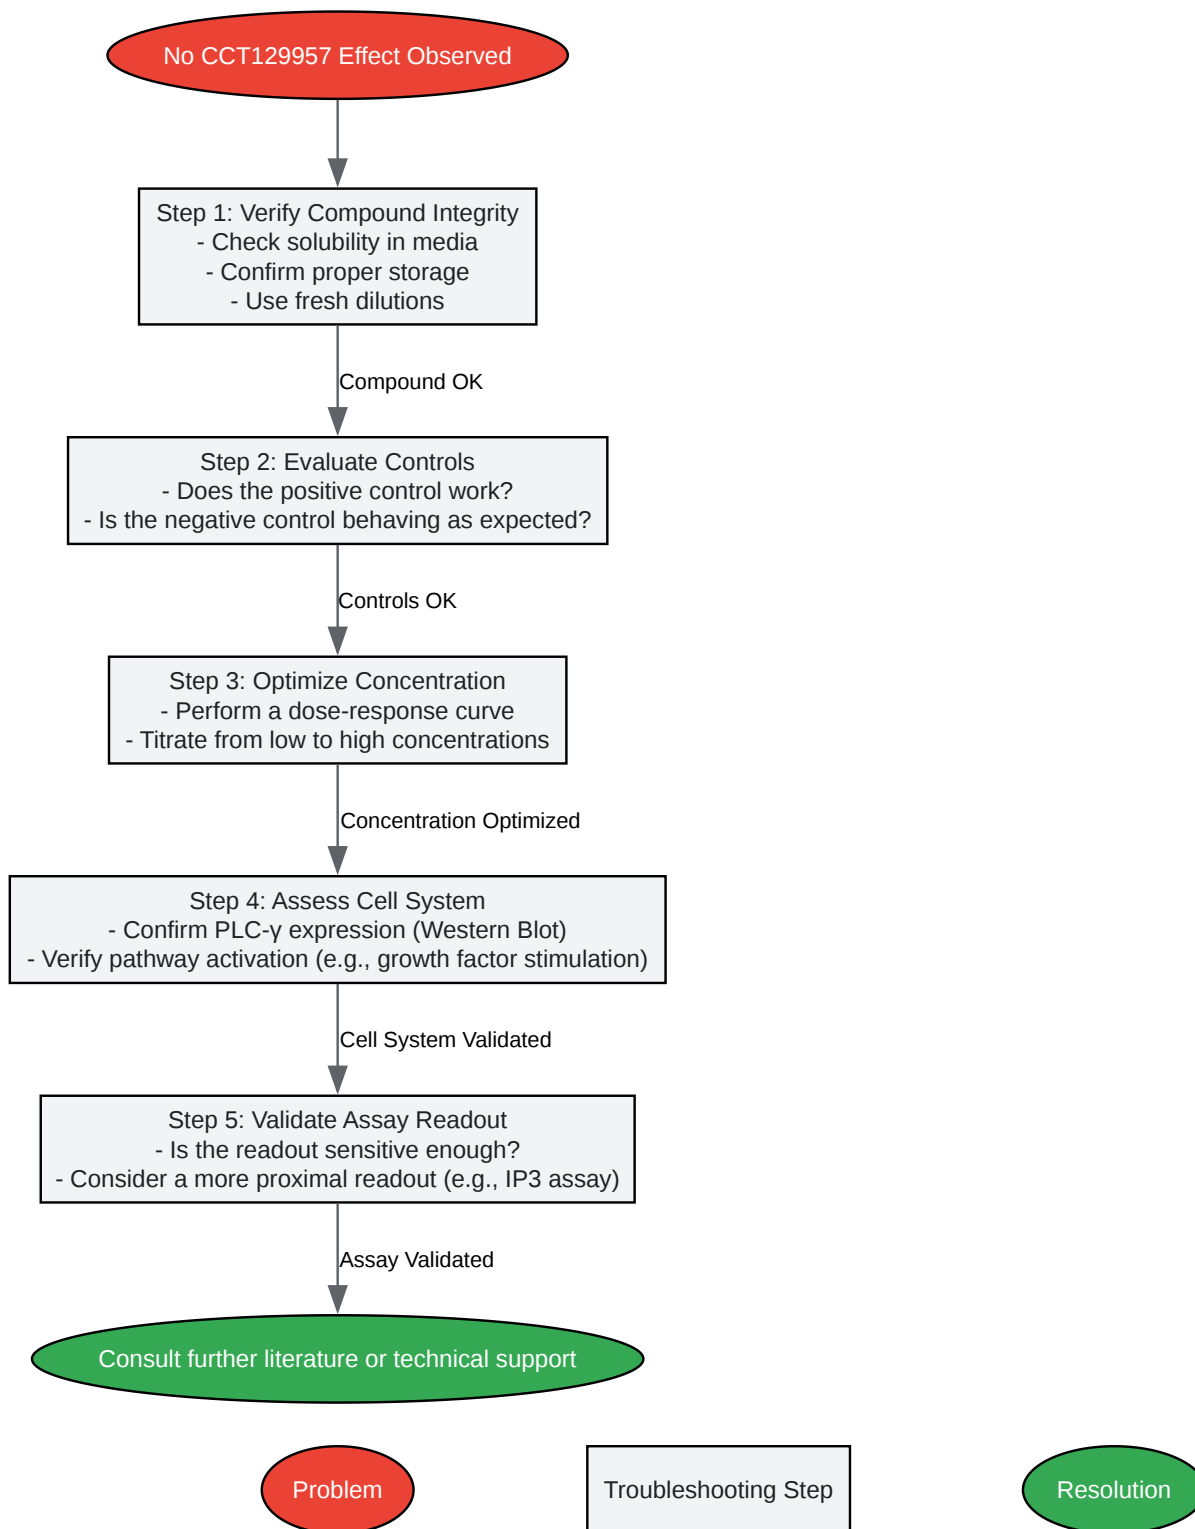 No CCT129957 Effect Observed
Step 1: Verify Compound Integrity
- Check solubility in media
- Confirm proper storage
- Use fresh dilutions
Compound OK
Step 2: Evaluate Controls
- Does the positive control work?
- Is the negative control behaving as expected?
Controls OK
Step 3: Optimize Concentration
- Perform a dose-response curve
- Titrate from low to high concentrations
Concentration Optimized
Step 4: Assess Cell System
- Confirm PLC-γ expression (Western Blot)
- Verify pathway activation (e.g., growth factor stimulation)
Cell System Validated
Step 5: Validate Assay Readout
- Is the readout sensitive enough?
- Consider a more proximal readout (e.g., IP3 assay)
Assay Validated
Consult further literature or technical support
Problem
Troubleshooting Step
Resolution